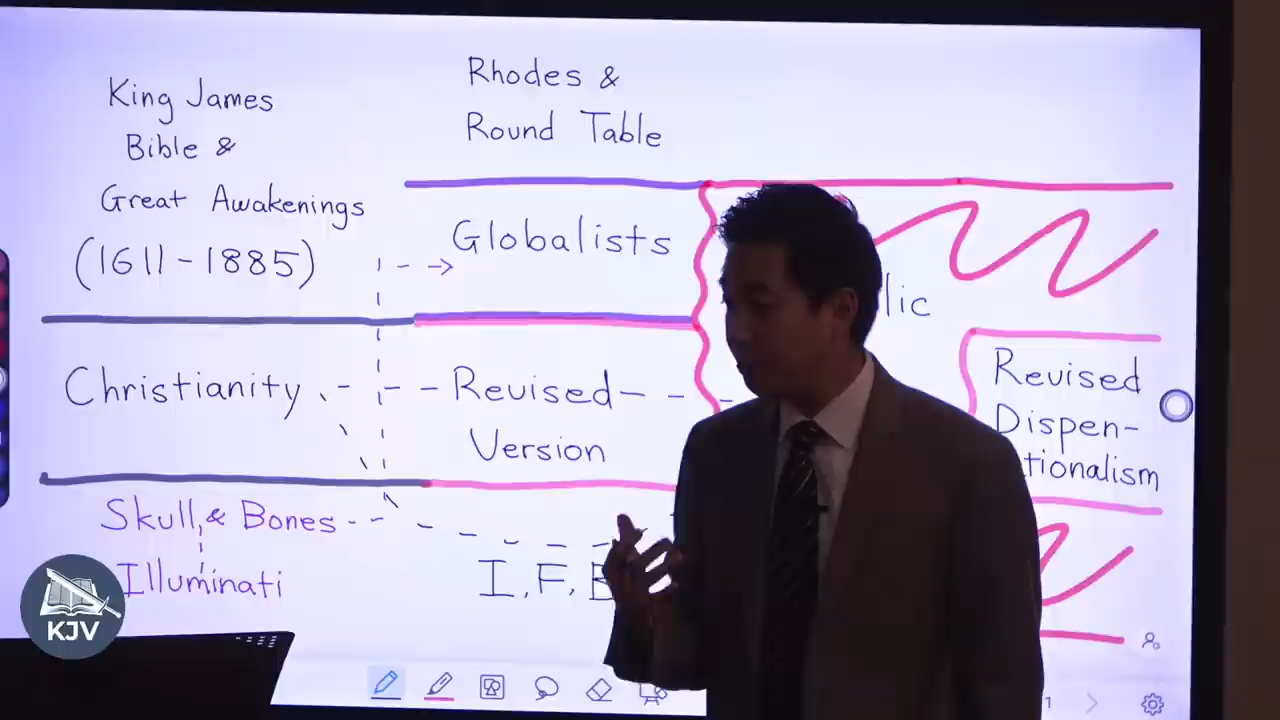 King James
Bible &
Great Awakenings
(1611-1885)
Rhodes &
Round Table
Globalists
lic
Christianity
Revised
Version
Revised
Dispen-
tionalism
Skull & Bones
Illuminati
I. F. B
KJV
1